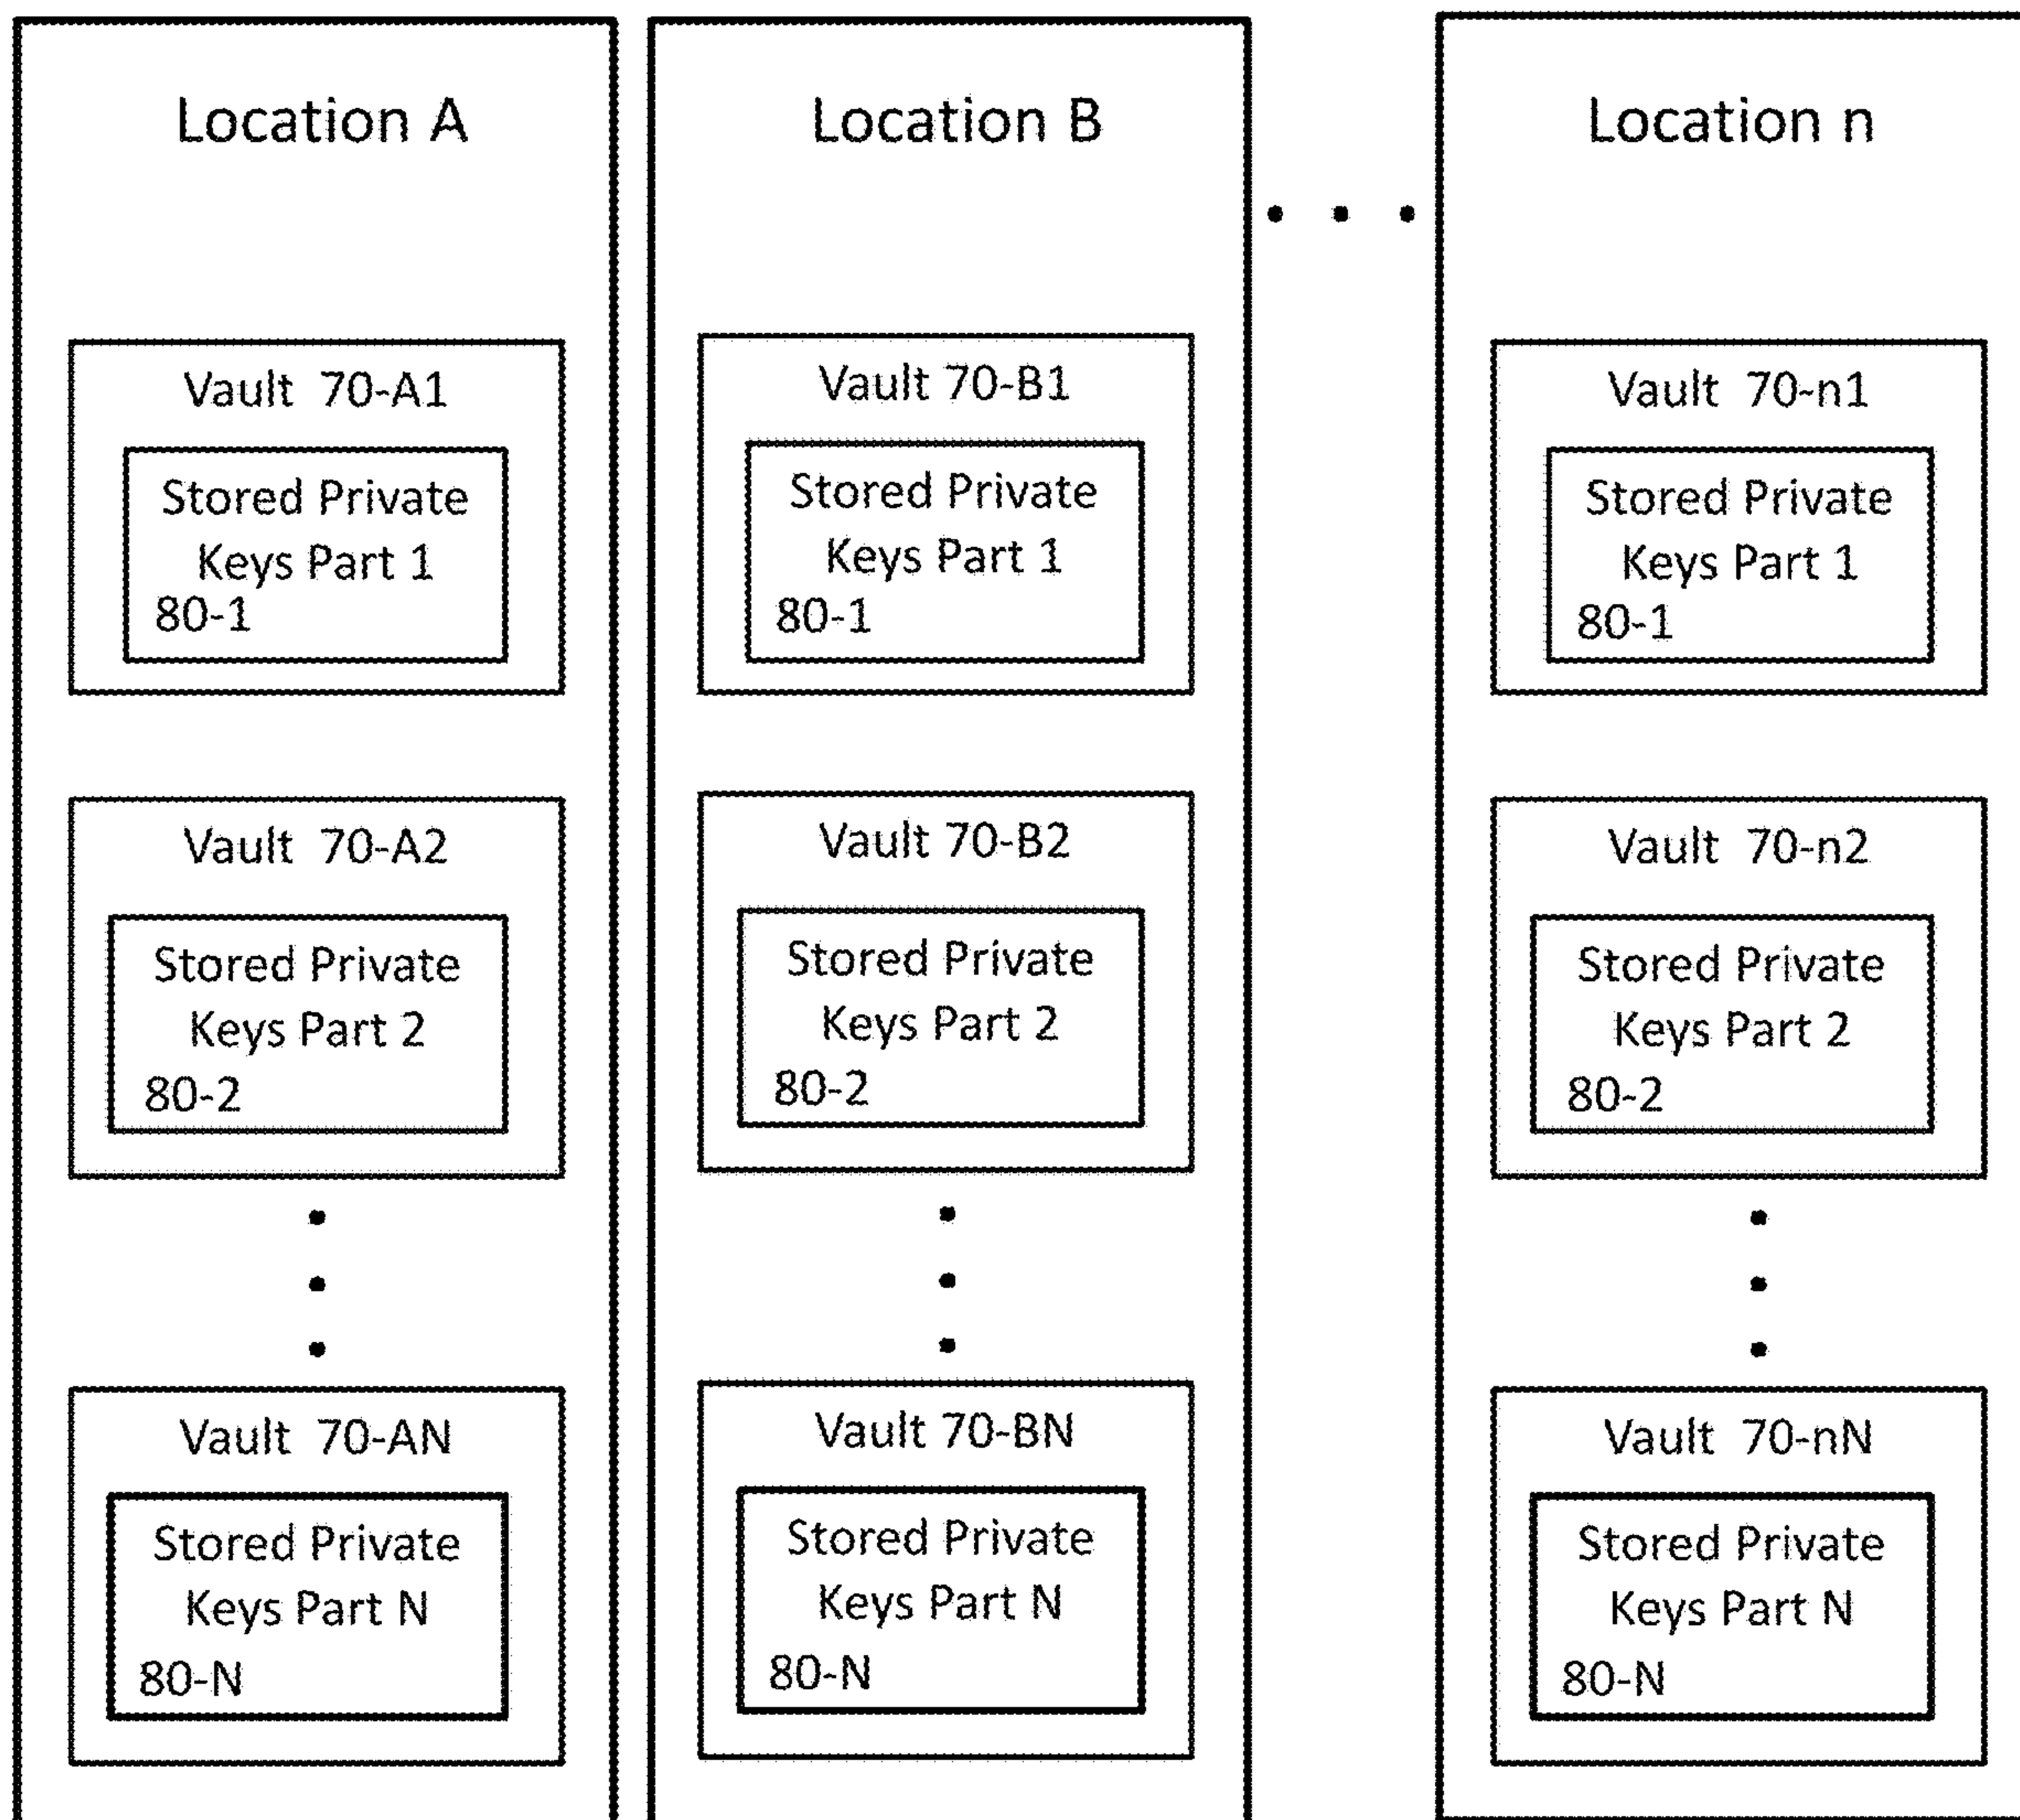 Location A
Vault 70-A1
Stored Private
Keys Part 1
80-1
Vault 70-A2
Stored Private
Keys Part 2
80-2
Vault 70-AN
Stored Private
Keys Part N
80-N
Location B
Vault 70-B1
Stored Private
Keys Part 1
80-1
Vault 70-B2
Stored Private
Keys Part 2
80-2
Vault 70-BN
Stored Private
Keys Part N
80-N
Location n
Vault 70-n1
Stored Private
Keys Part 1
80-1
Vault 70-n2
Stored Private
Keys Part 2
80-2
Vault 70-nN
Stored Private
Keys Part N
80-N